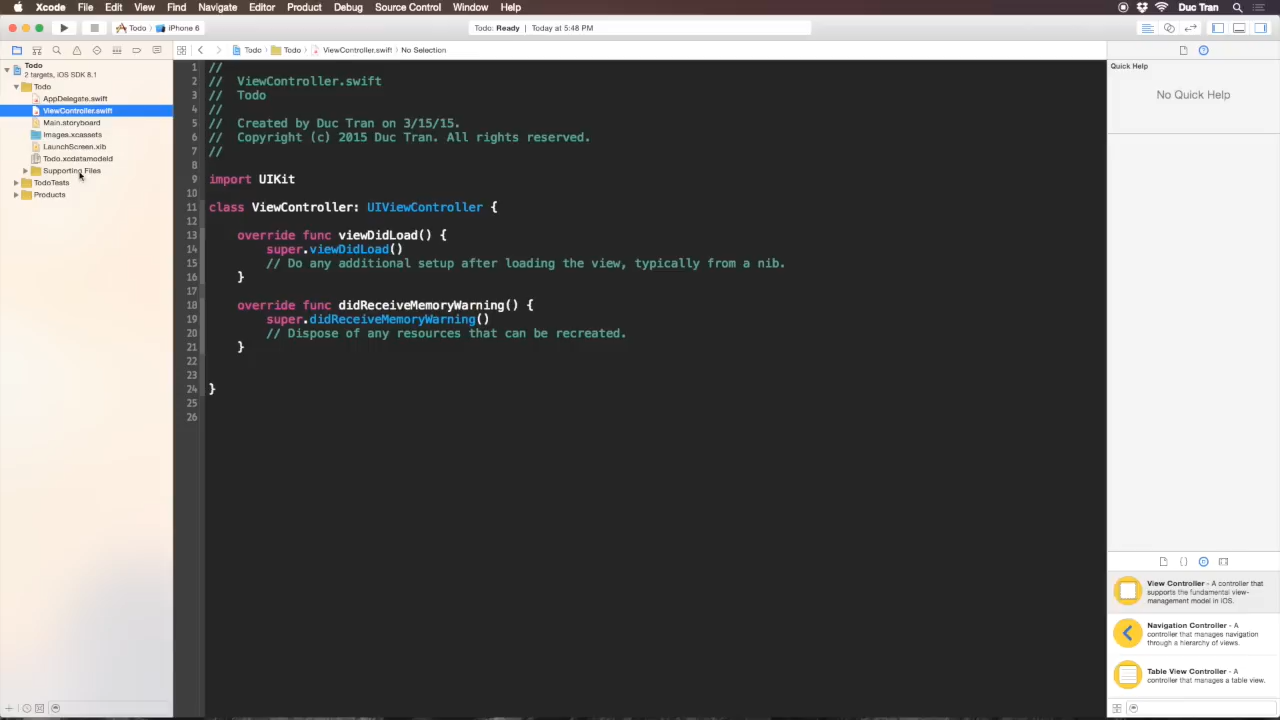 Xcode File Edit View Find Navigate Editor Product Debug Source Control Window Help Duc Tran
Todo iPhone 6 Todo: Ready Today at 5:48 PM
Todo Todo ViewController.swift No Selection
Todo
2 targets, iOS SDK 8.1
Todo
AppDelegate.swift
ViewController.swift
Main.storyboard
Images.xcassets
LaunchScreen.xib
Todo.xcdatamodeld
Supporting Files
TodoTests
Products
1 //
2 // ViewController.swift
3 // Todo
4 //
5 // Created by Duc Tran on 3/15/15.
6 // Copyright (c) 2015 Duc Tran. All rights reserved.
7 //
8
9 import UIKit
10
11 class ViewController: UIViewController {
12
13 override func viewDidLoad() {
14 super.viewDidLoad()
15 // Do any additional setup after loading the view, typically from a nib.
16 }
17
18 override func didReceiveMemoryWarning() {
19 super.didReceiveMemoryWarning()
20 // Dispose of any resources that can be recreated.
21 }
22
23
24 }
25
26
Quick Help
No Quick Help
View Controller - A controller that
supports the fundamental view-
management model in iOS.
Navigation Controller - A
controller that manages navigation
through a hierarchy of views.
Table View Controller - A
controller that manages a table view.